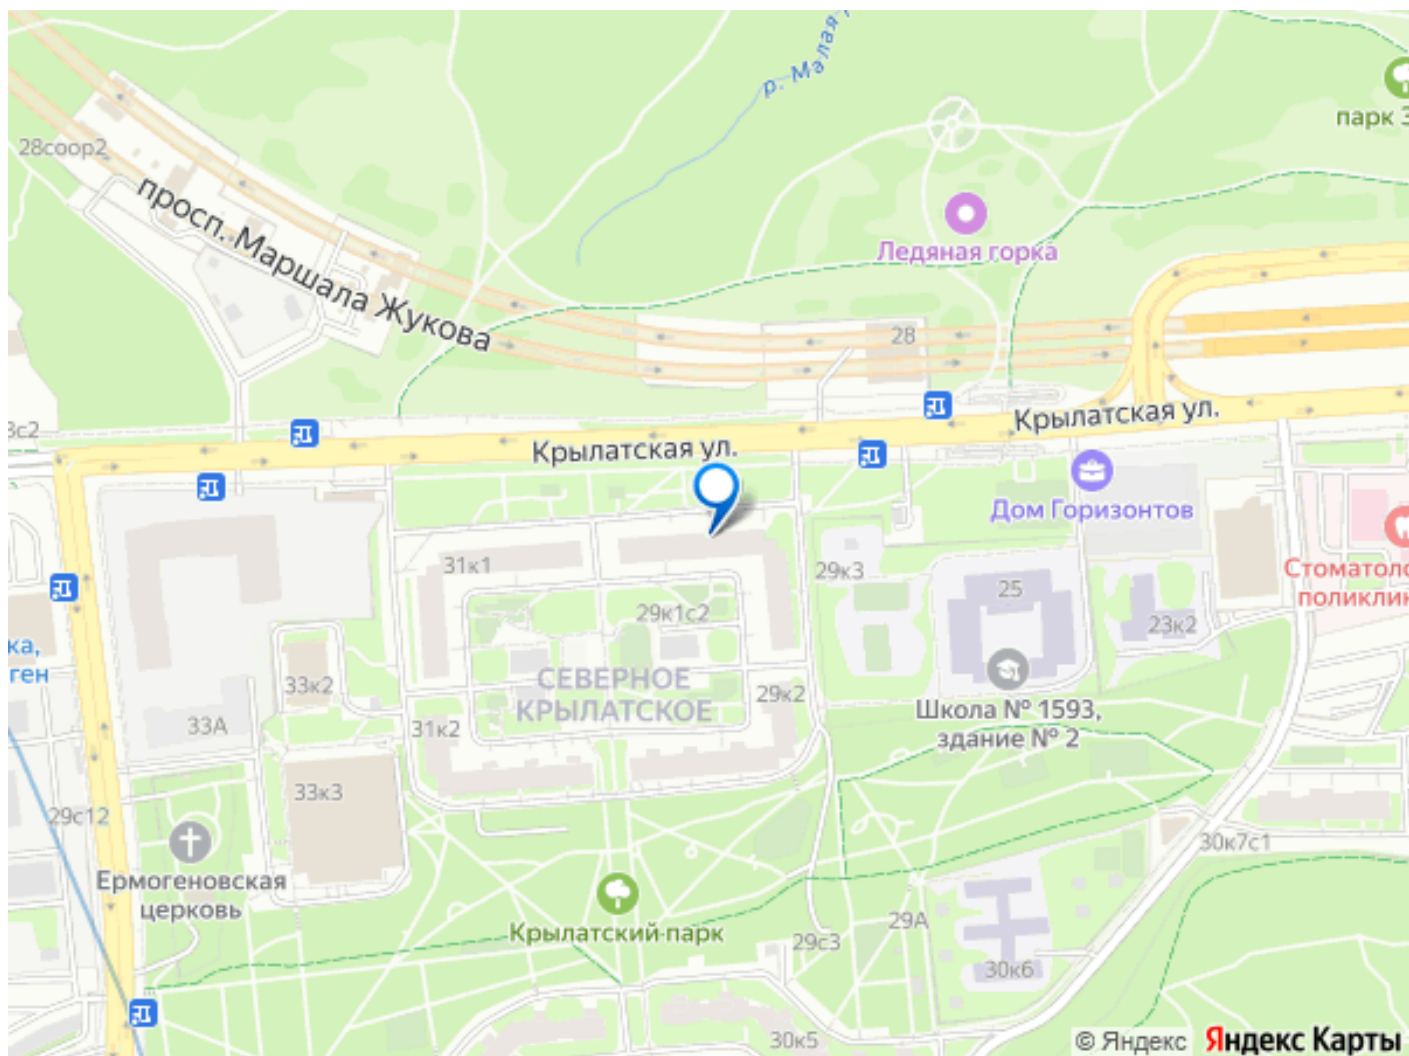 р. Малая
парк
28соор2
просп. Маршала Жукова
Ледяная горка
28
3с2
Крылатская ул.
Крылатская ул.
Дом Горизонтов
31к1
29к3
25
Стоматоло
поликлин
29к1с2
23к2
ка,
ген
СЕВЕРНОЕ
КРЫЛАТСКОЕ
33к2
29к2
33А
31к2
Школа № 1593,
здание № 2
33к3
29с12
30к7с1
Ермогеновская
церковь
Крылатский парк
29А
29с3
30к6
30к5
© Яндекс Яндекс Карты